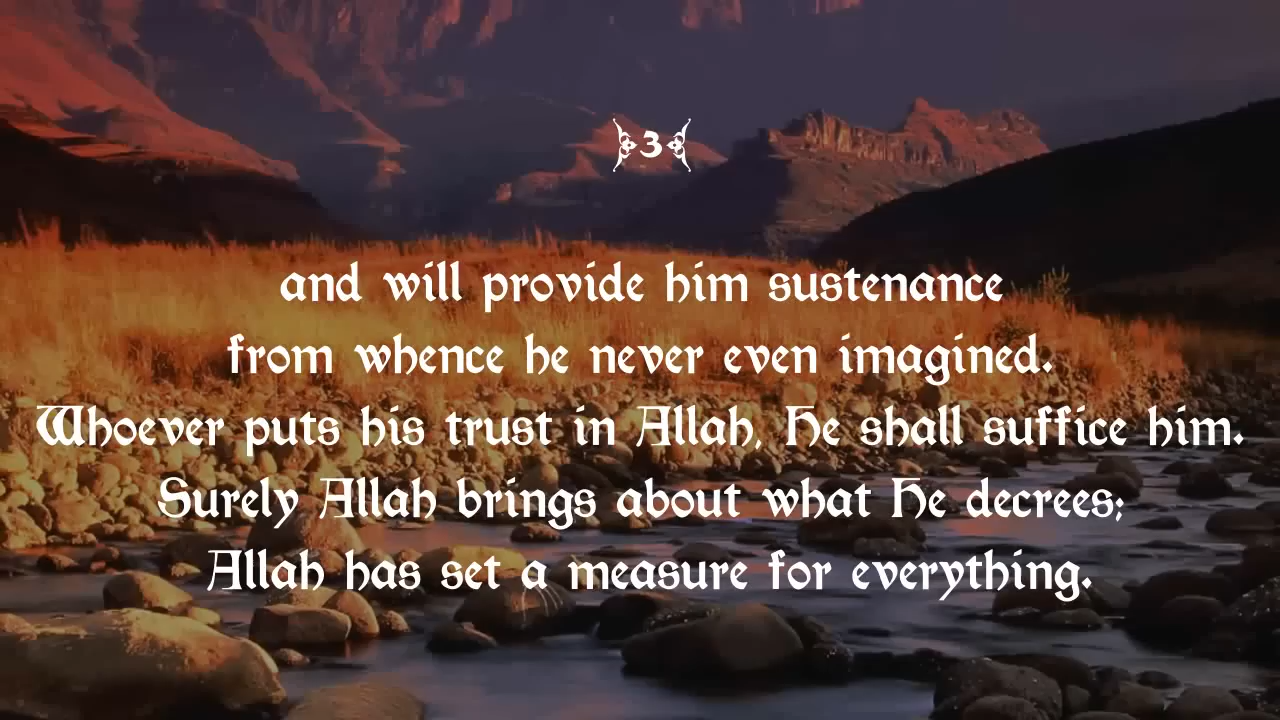 3
and will provide him sustenance
from whence he never even imagined.
Whoever puts his trust in Allah, He shall suffice him.
Surely Allah brings about what He decrees;
Allah has set a measure for everything.